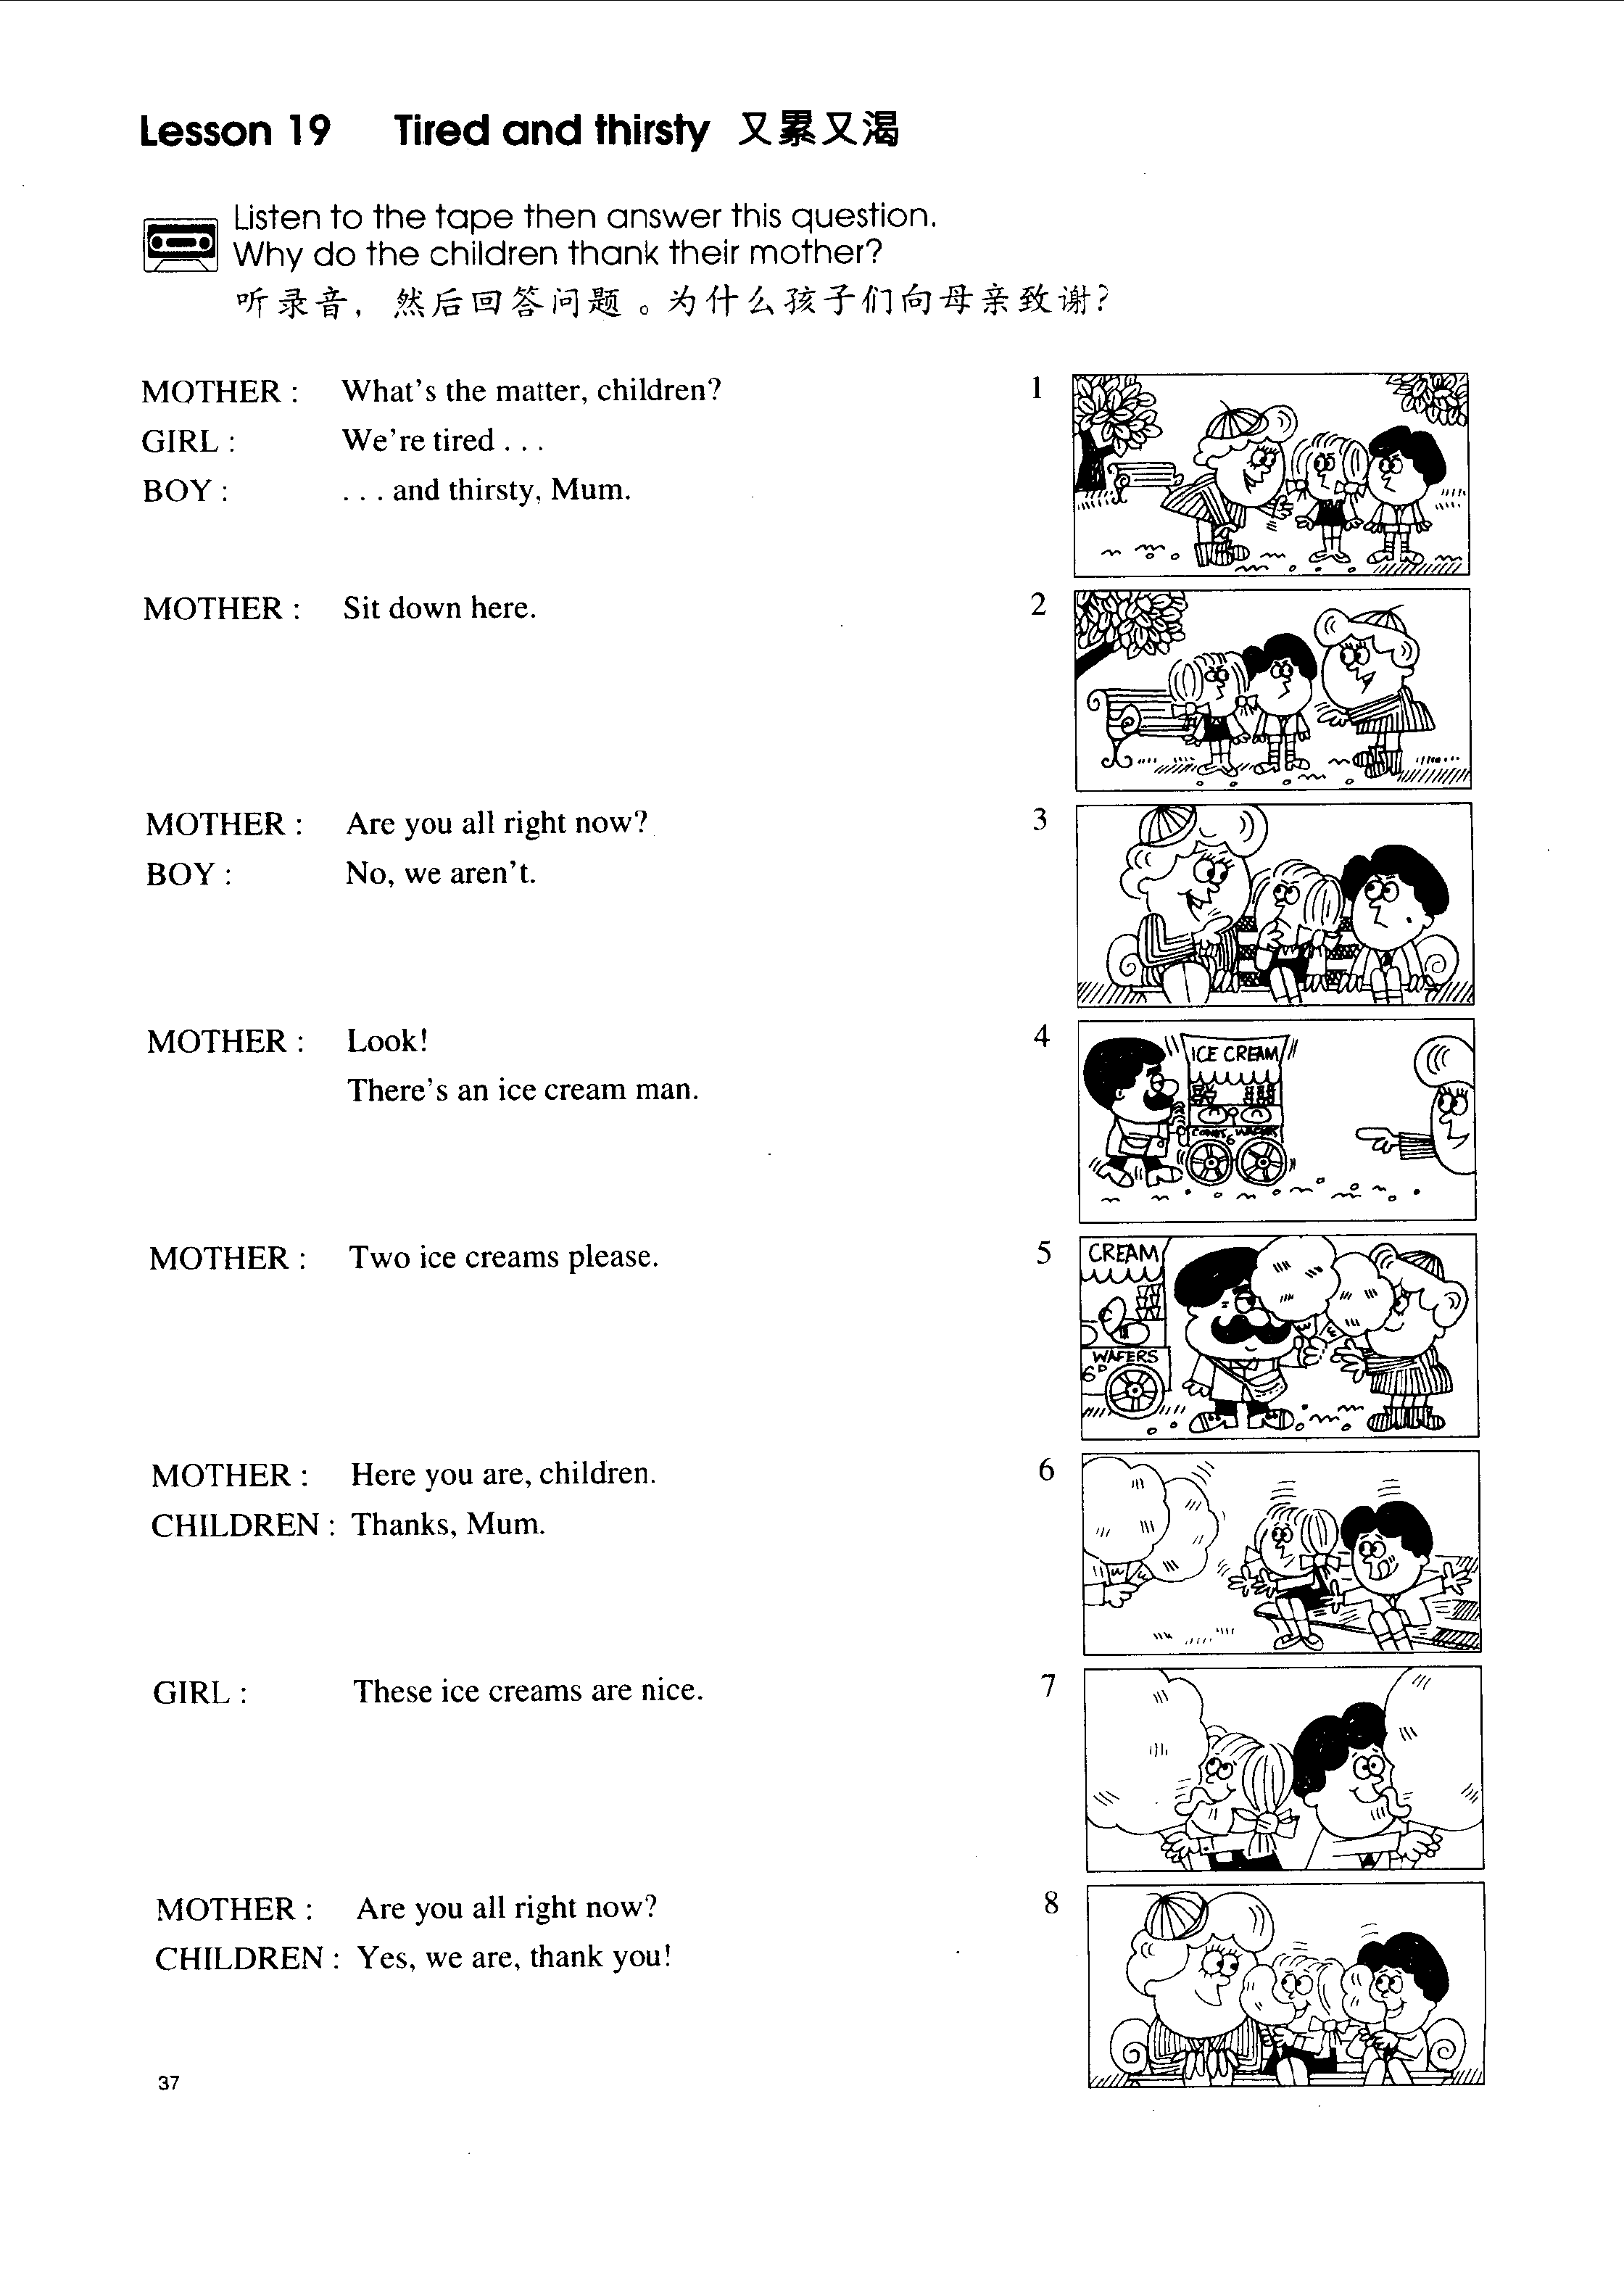 Lesson 19 Tired and thirsty 又累又渴
Listen to the tape then answer this question.
Why do the children thank their mother?
听录音，然后回答问题。为什么孩子们向母亲致谢？
MOTHER : What's the matter, children?
GIRL : We're tired . . .
BOY : . . . and thirsty, Mum.
1
MOTHER : Sit down here.
2
MOTHER : Are you all right now?
BOY : No, we aren't.
3
MOTHER : Look!
There's an ice cream man.
4
ICE CREAM
MOTHER : Two ice creams please.
5
CREAM
WAFERS
6D
MOTHER : Here you are, children.
CHILDREN : Thanks, Mum.
6
GIRL : These ice creams are nice.
7
MOTHER : Are you all right now?
CHILDREN : Yes, we are, thank you!
8
37